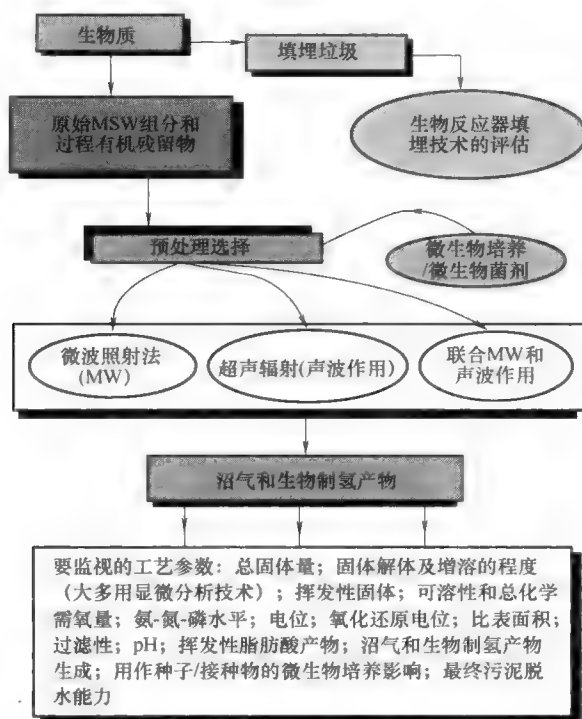 生物质
填埋垃圾
原始MSW组分和
过程有机残留物
生物反应器填
埋技术的评估
预处理选择
微生物培养
/微生物菌剂
微波照射法
(MW)
超声辐射(声波作用)
联合MW和
声波作用
沼气和生物制氢产物
要监视的工艺参数：总固体量；固体解体及增溶的程度
（大多用显微分析技术）；挥发性固体；可溶性和总化学
需氧量；氨-氮-磷水平；电位；氧化还原电位；比表面积；
过滤性；pH；挥发性脂肪酸产物；沼气和生物制氢产物
生成；用作种子/接种物的微生物培养影响；最终污泥脱
水能力